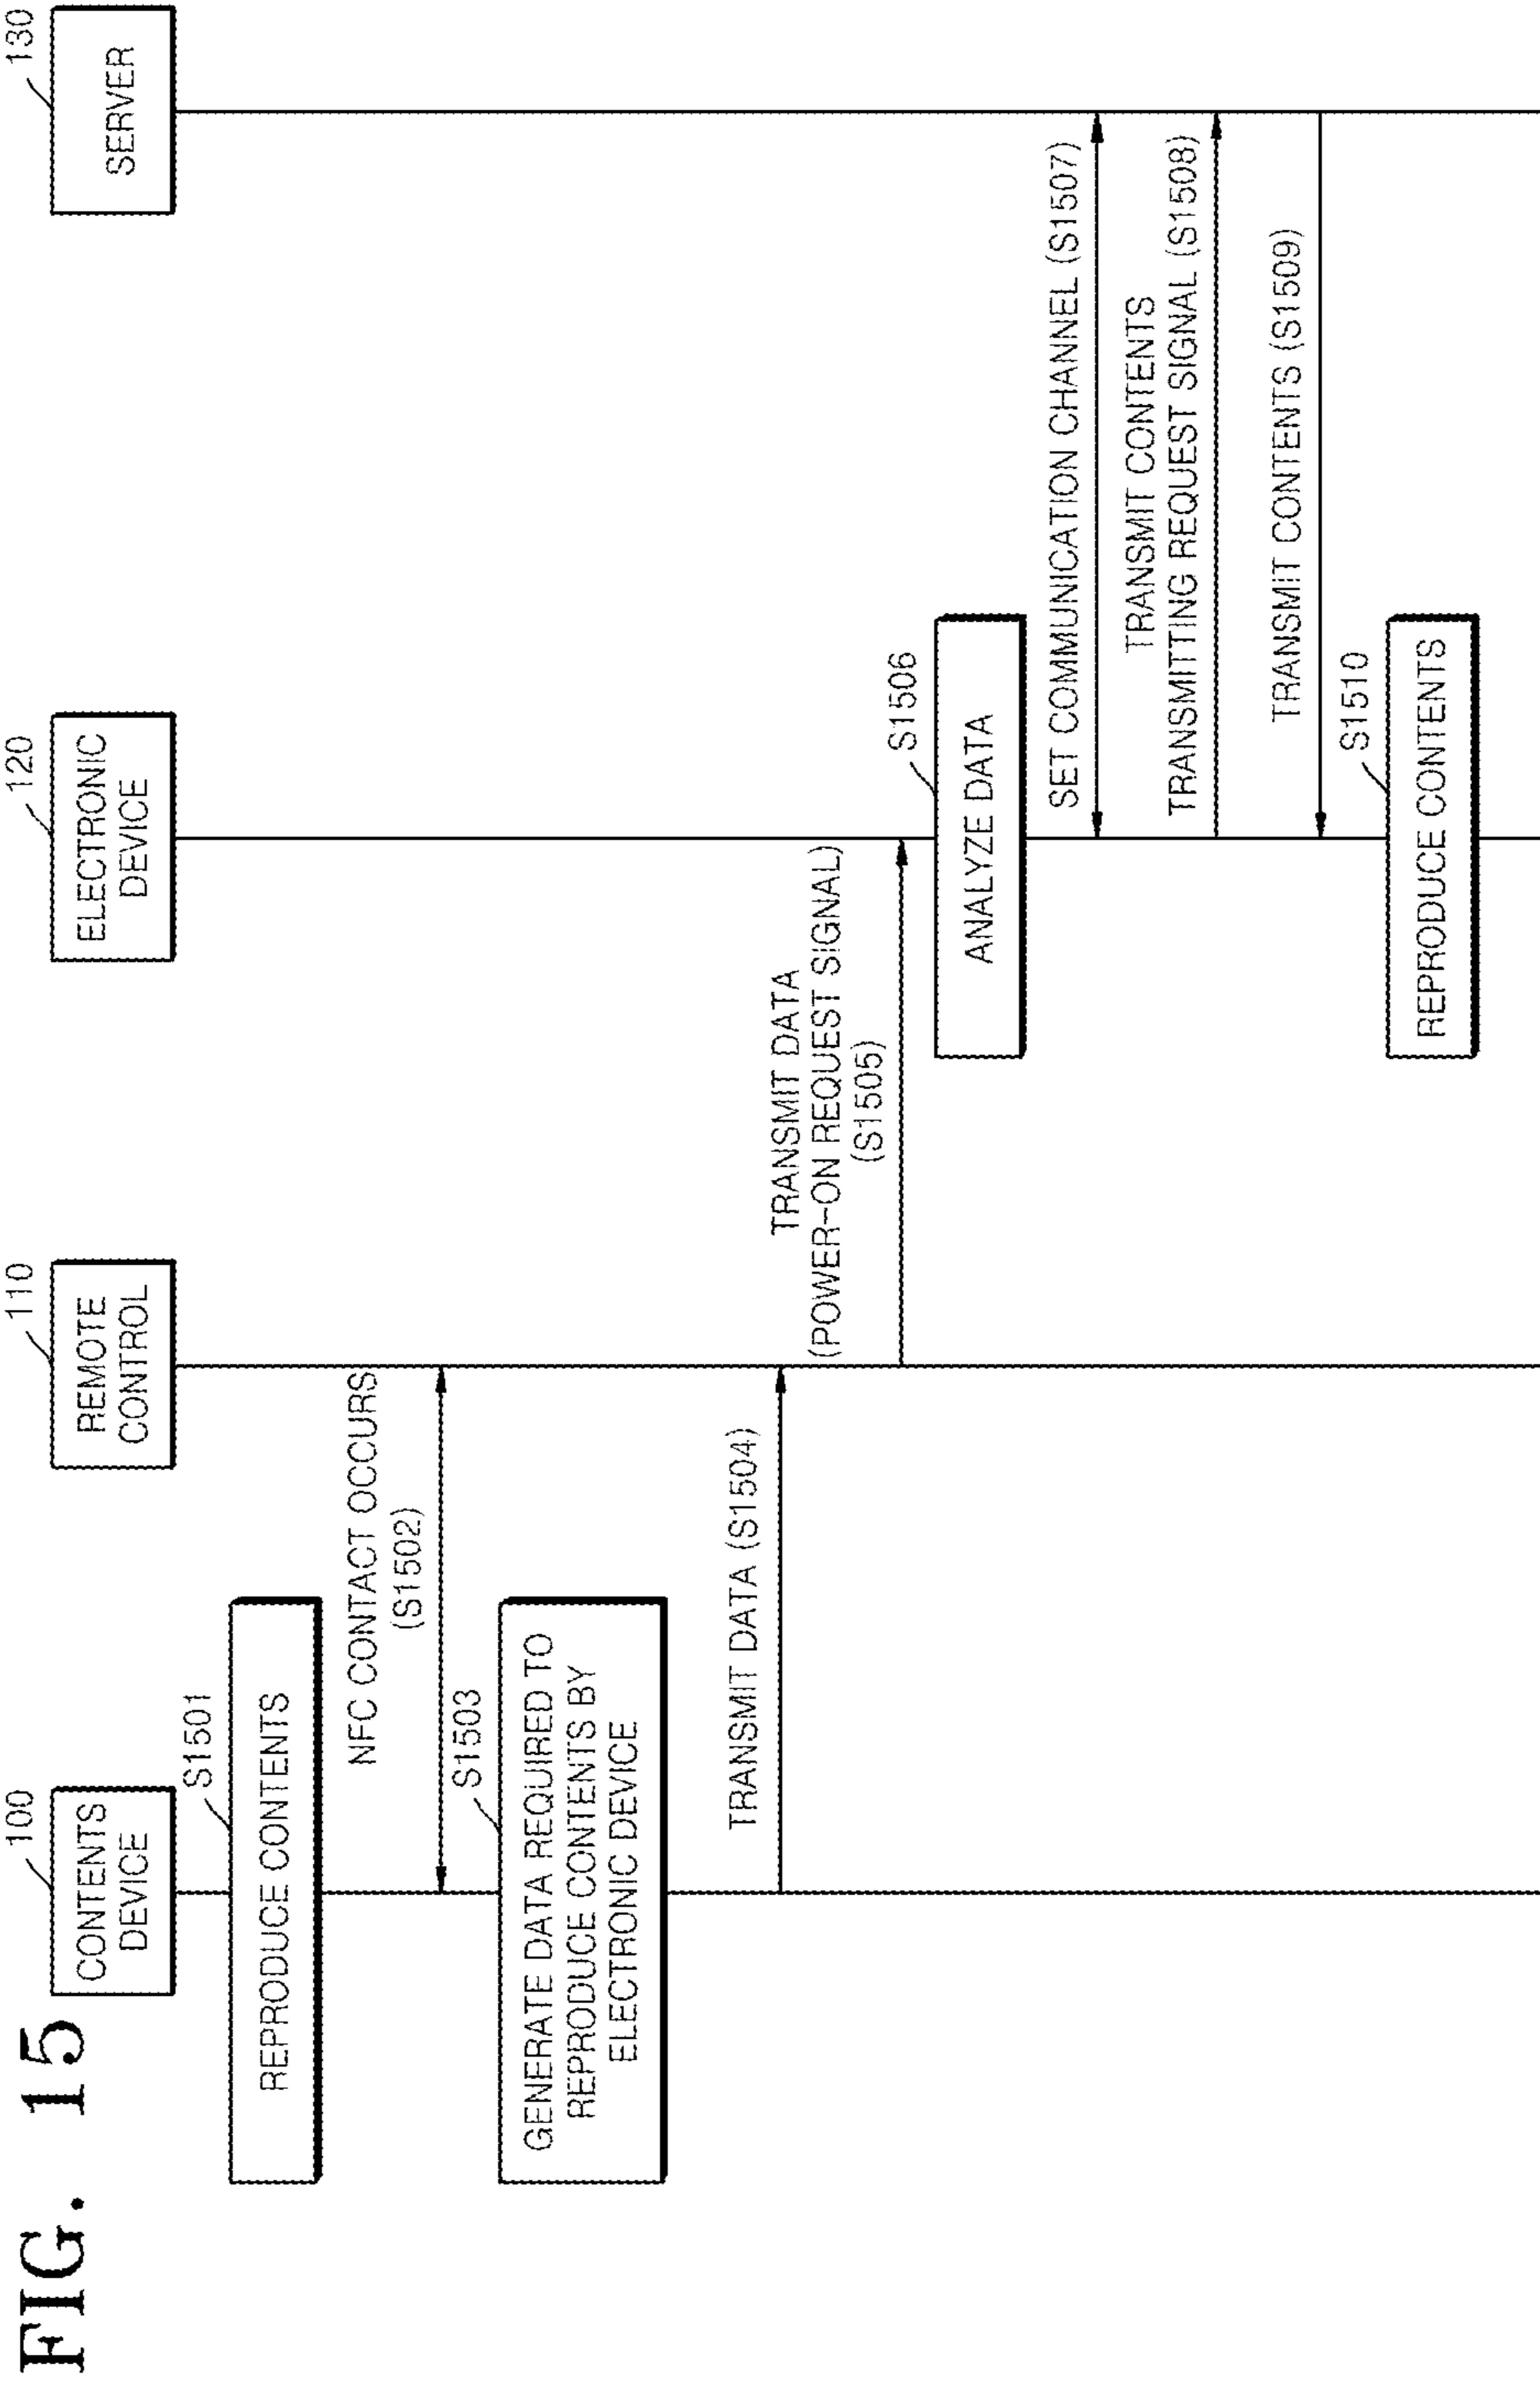 FIG. 15
100
CONTENTS
DEVICE
110
REMOTE
CONTROL
120
ELECTRONIC
DEVICE
130
SERVER
S1501
REPRODUCE CONTENTS
NFC CONTACT OCCURS
(S1502)
S1503
GENERATE DATA REQUIRED TO
REPRODUCE CONTENTS BY
ELECTRONIC DEVICE
TRANSMIT DATA (S1504)
TRANSMIT DATA
(POWER-ON REQUEST SIGNAL)
(S1505)
S1506
ANALYZE DATA
SET COMMUNICATION CHANNEL (S1507)
TRANSMIT CONTENTS
TRANSMITTING REQUEST SIGNAL (S1508)
TRANSMIT CONTENTS (S1509)
S1510
REPRODUCE CONTENTS